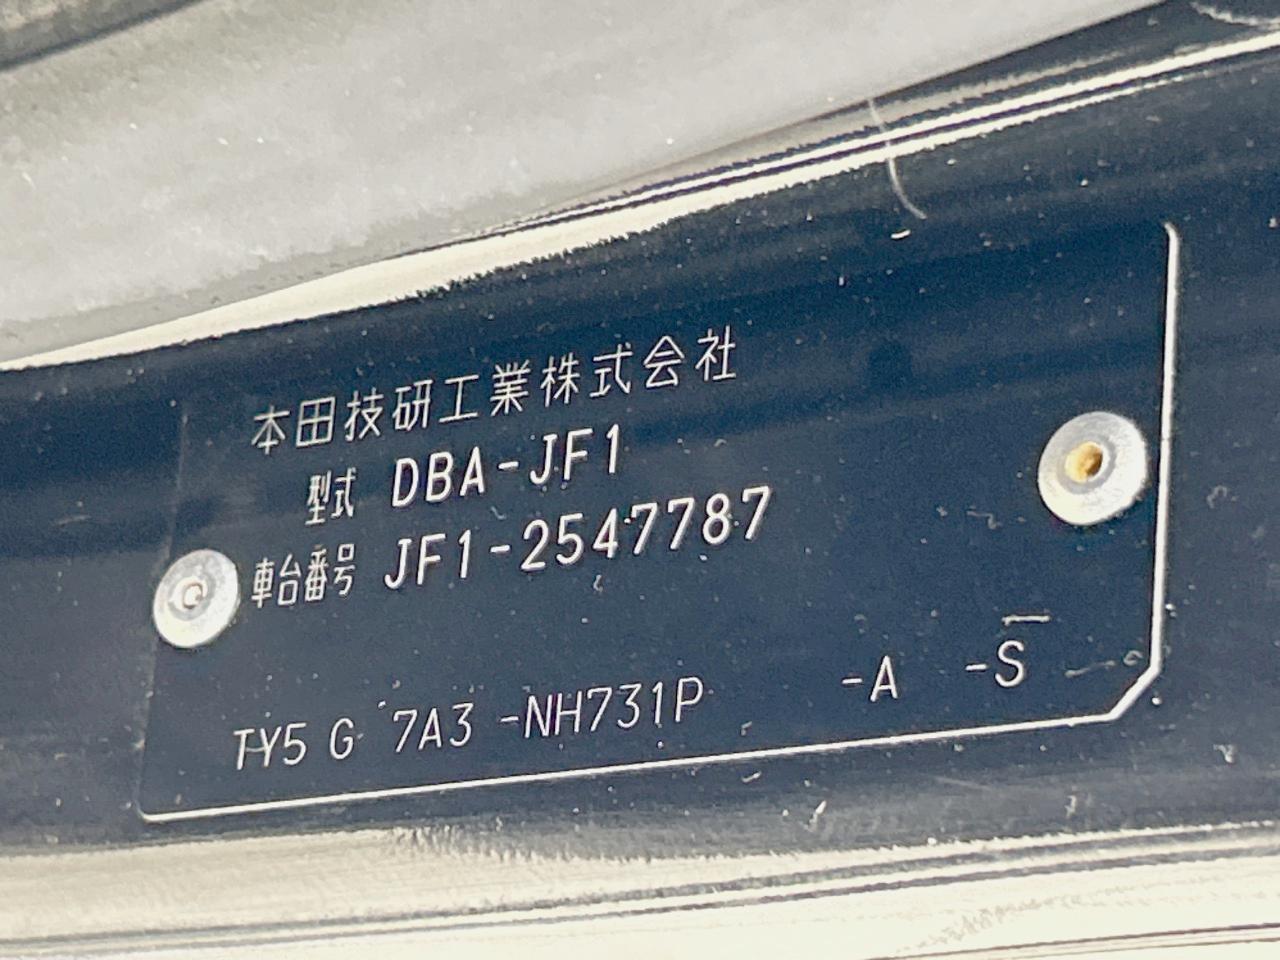 本田技研工業株式会社
型式 DBA-JF1
車台番号 JF1-2547787
TY5 G 7A3 -NH731P -A -S